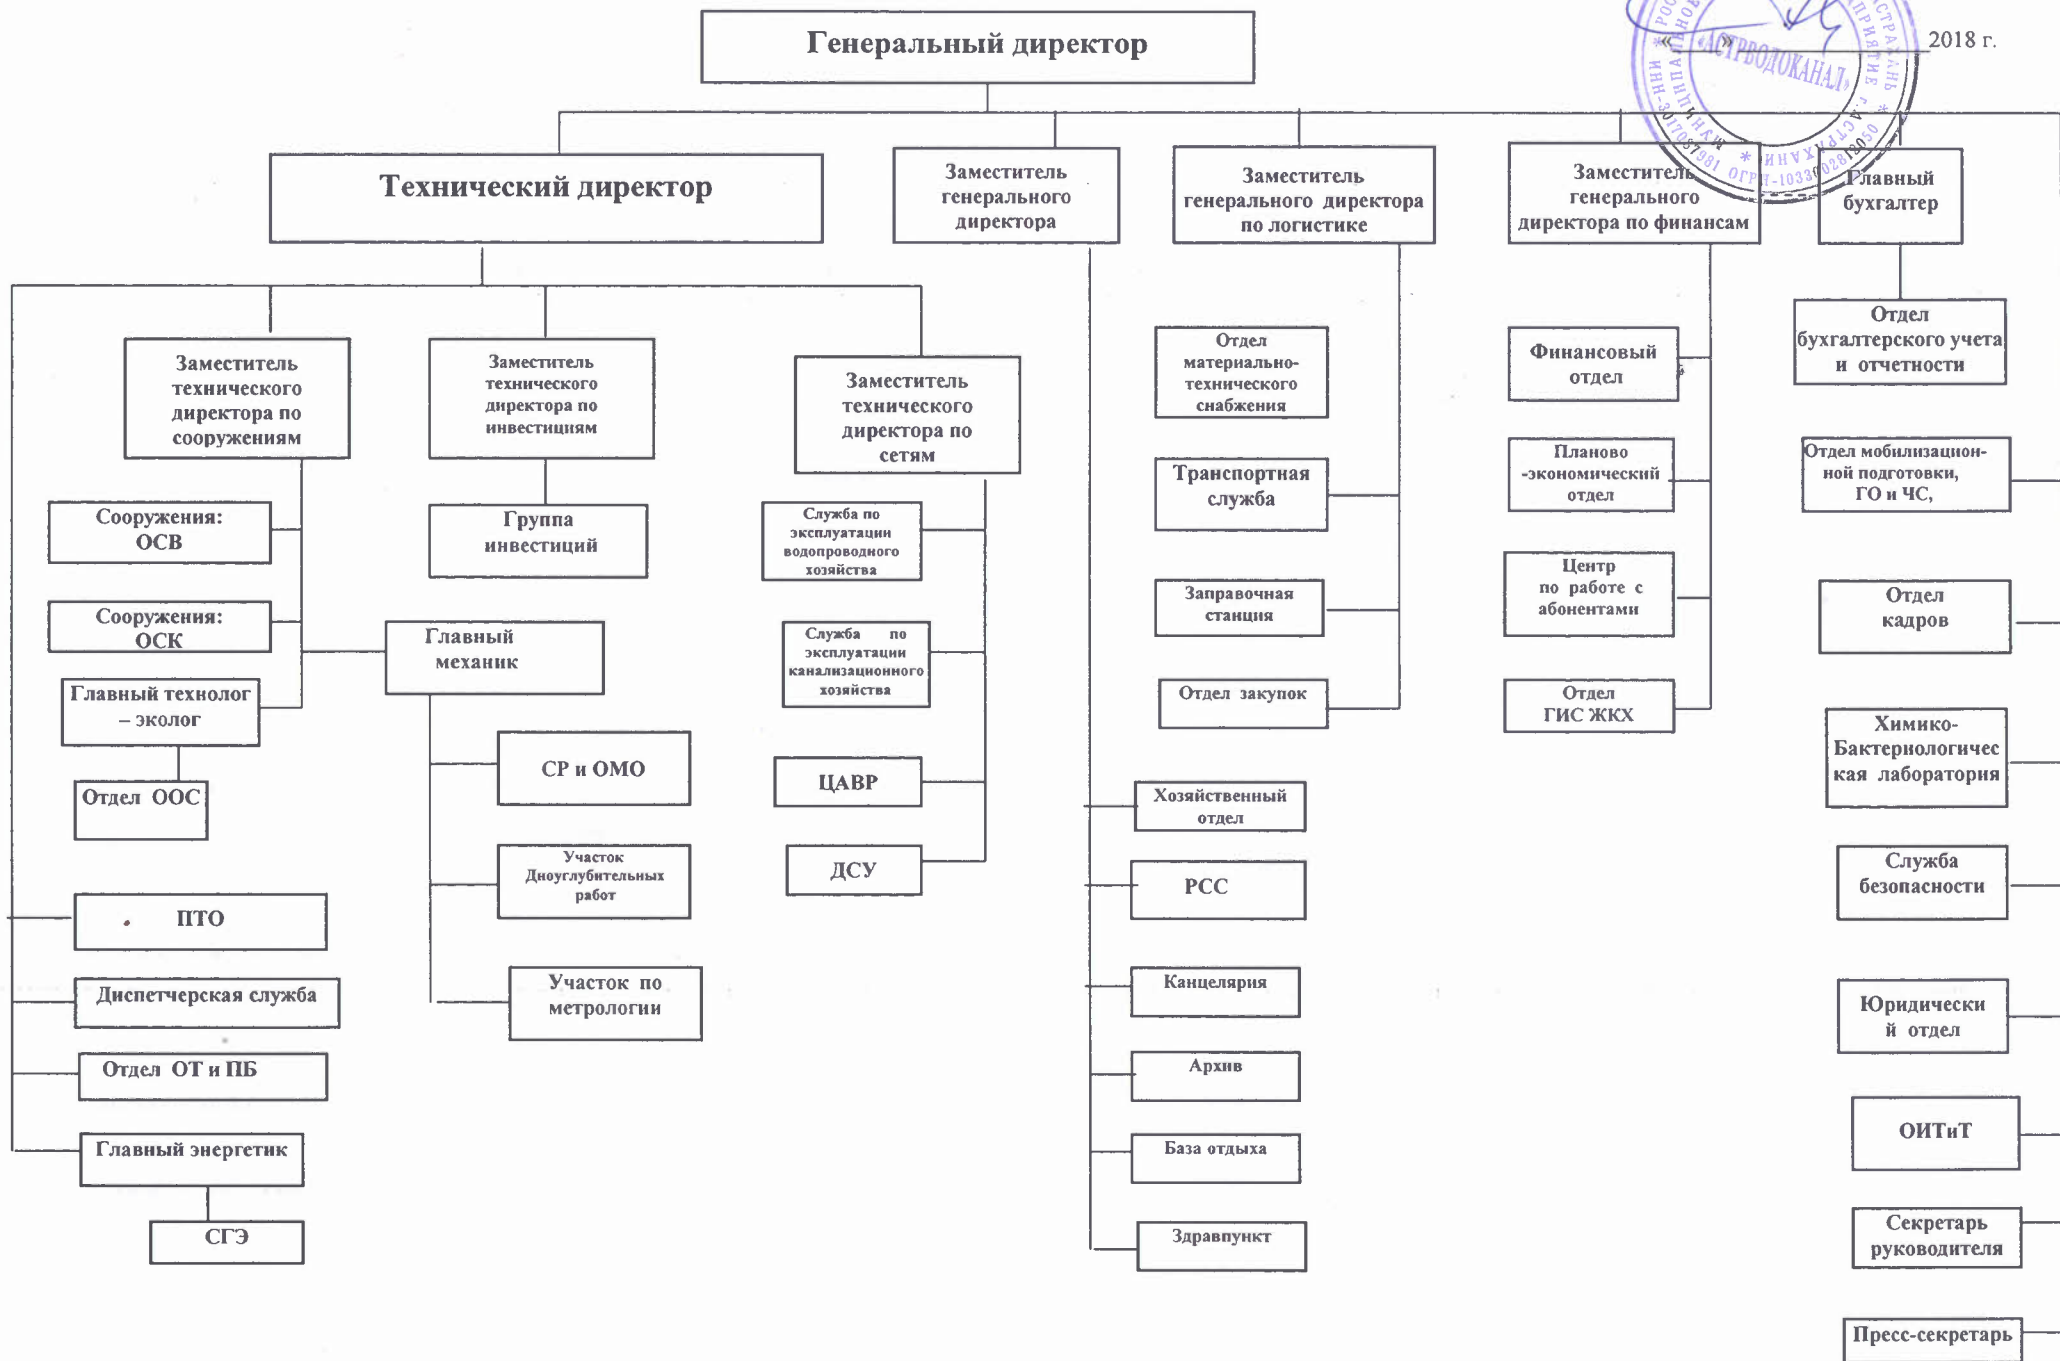 Генеральный директор
«   » 2018 г.
«АСТРВОДОКАНАЛ»
Технический директор
Заместитель
генерального
директора
Заместитель
генерального директора
по логистике
Заместитель
генерального
директора по финансам
Главный
бухгалтер
Заместитель
технического
директора по
сооружениям
Заместитель
технического
директора по
инвестициям
Заместитель
технического
директора по
сетям
Отдел
материально-
технического
снабжения
Финансовый
отдел
Отдел
бухгалтерского учета
и отчетности
Сооружения:
ОСВ
Группа
инвестиций
Служба по
эксплуатации
водопроводного
хозяйства
Транспортная
служба
Планово
-экономический
отдел
Отдел мобилизацион-
ной подготовки,
ГО и ЧС,
Сооружения:
ОСК
Главный
механик
Служба по
эксплуатации
канализационного
хозяйства
Заправочная
станция
Центр
по работе с
абонентами
Отдел
кадров
Главный технолог
– эколог
Отдел закупок
Отдел
ГИС ЖКХ
Химико-
Бактериологичес
кая лаборатория
Отдел ООС
СР и ОМО
ЦАВР
Хозяйственный
отдел
Участок
Дноуглубительных
работ
ДСУ
РСС
Служба
безопасности
ПТО
Диспетчерская служба
Участок по
метрологии
Канцелярия
Юридически
й отдел
Отдел ОТ и ПБ
Архив
Главный энергетик
База отдыха
ОИТиТ
СГЭ
Здравпункт
Секретарь
руководителя
Пресс-секретарь